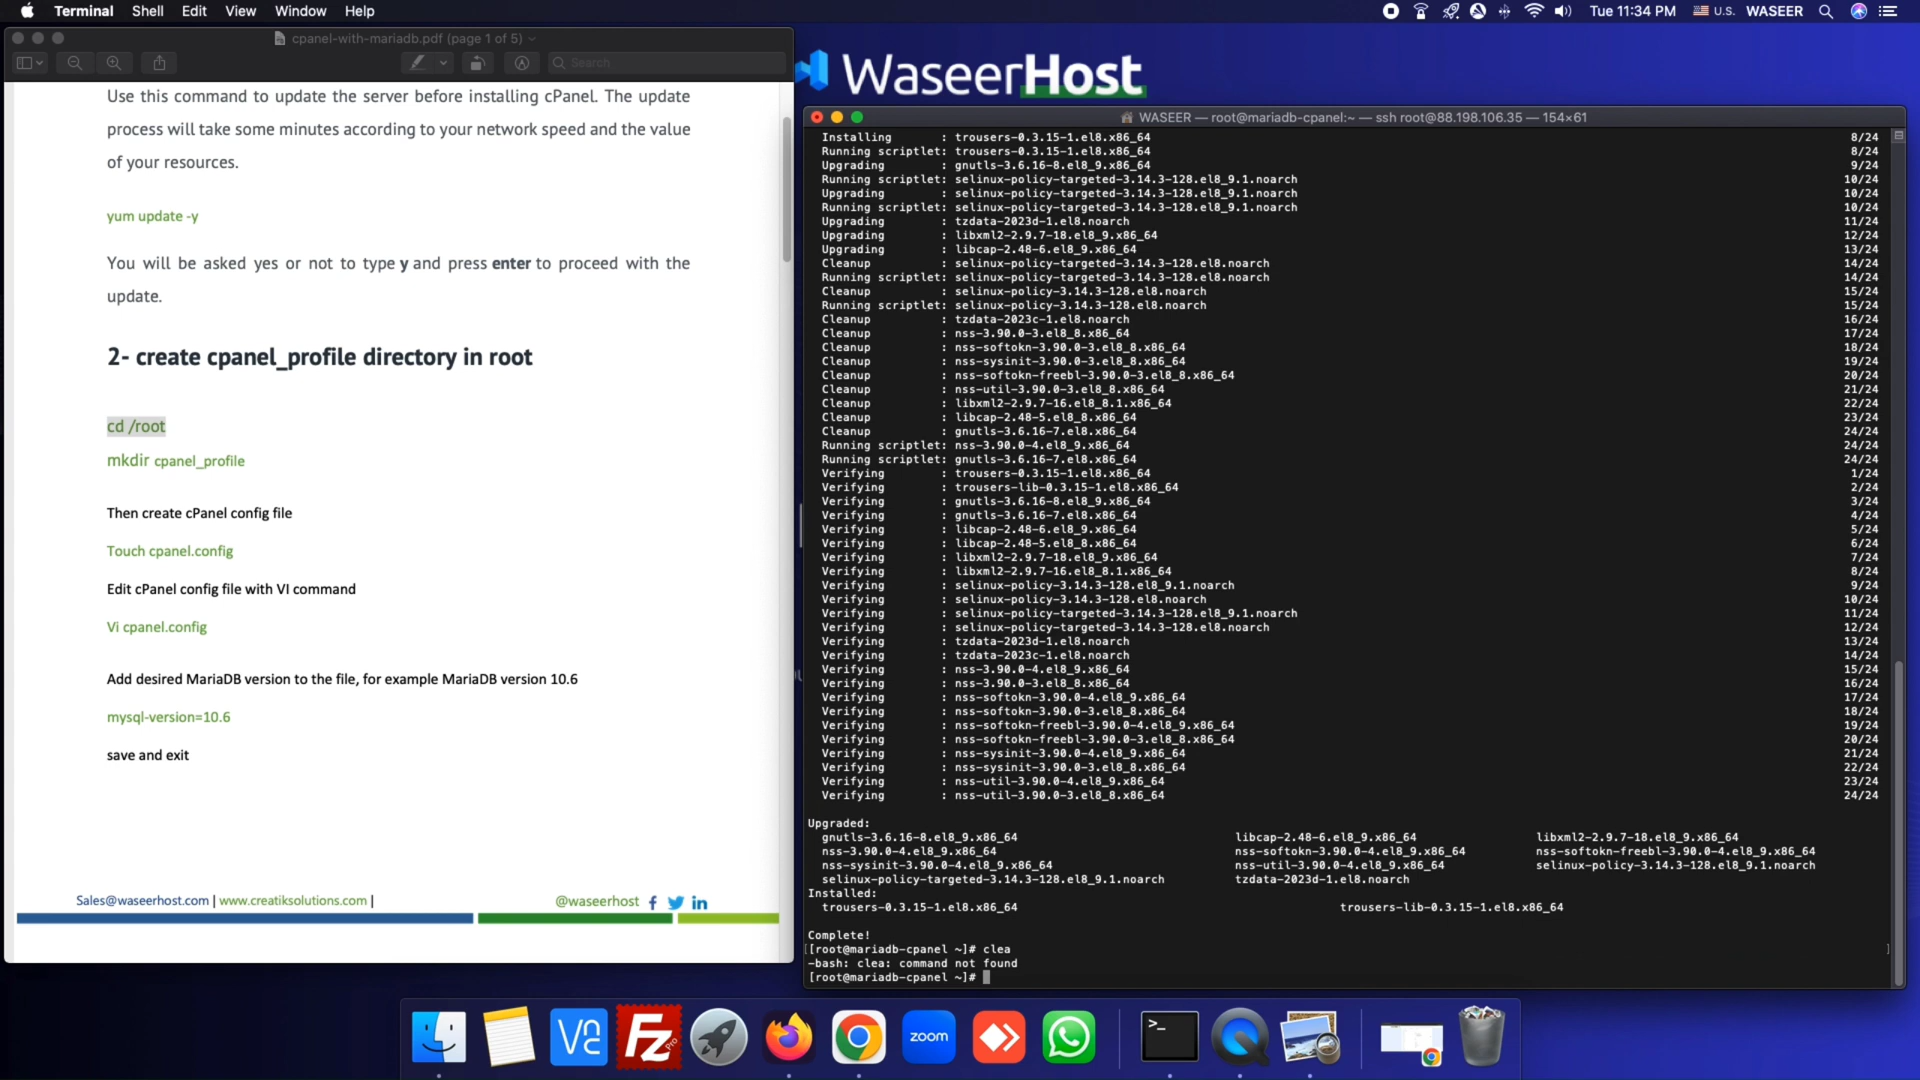 Terminal Shell Edit View Window Help
Tue 11:34 PM U.S. WASEER
cpanel-with-mariadb.pdf (page 1 of 5)
Search
Use this command to update the server before installing cPanel. The update
process will take some minutes according to your network speed and the value
of your resources.
yum update -y
You will be asked yes or not to type y and press enter to proceed with the
update.
2- create cpanel_profile directory in root
cd /root
mkdir cpanel_profile
Then create cPanel config file
Touch cpanel.config
Edit cPanel config file with VI command
Vi cpanel.config
Add desired MariaDB version to the file, for example MariaDB version 10.6
mysql-version=10.6
save and exit
Sales@waseerhost.com | www.creatiksolutions.com |
@waseerhost
WaseerHost
WASEER — root@mariadb-cpanel:~ — ssh root@88.198.106.35 — 154×61
Installing : trousers-0.3.15-1.el8.x86_64 8/24
Running scriptlet: trousers-0.3.15-1.el8.x86_64 8/24
Upgrading : gnutls-3.6.16-8.el8_9.x86_64 9/24
Running scriptlet: selinux-policy-targeted-3.14.3-128.el8_9.1.noarch 10/24
Upgrading : selinux-policy-targeted-3.14.3-128.el8_9.1.noarch 10/24
Running scriptlet: selinux-policy-targeted-3.14.3-128.el8_9.1.noarch 10/24
Upgrading : tzdata-2023d-1.el8.noarch 11/24
Upgrading : libxml2-2.9.7-18.el8_9.x86_64 12/24
Upgrading : libcap-2.48-6.el8_9.x86_64 13/24
Cleanup : selinux-policy-targeted-3.14.3-128.el8.noarch 14/24
Running scriptlet: selinux-policy-targeted-3.14.3-128.el8.noarch 14/24
Cleanup : selinux-policy-3.14.3-128.el8.noarch 15/24
Running scriptlet: selinux-policy-3.14.3-128.el8.noarch 15/24
Cleanup : tzdata-2023c-1.el8.noarch 16/24
Cleanup : nss-3.90.0-3.el8_8.x86_64 17/24
Cleanup : nss-softokn-3.90.0-3.el8_8.x86_64 18/24
Cleanup : nss-sysinit-3.90.0-3.el8_8.x86_64 19/24
Cleanup : nss-softokn-freebl-3.90.0-3.el8_8.x86_64 20/24
Cleanup : nss-util-3.90.0-3.el8_8.x86_64 21/24
Cleanup : libxml2-2.9.7-16.el8_8.1.x86_64 22/24
Cleanup : libcap-2.48-5.el8_8.x86_64 23/24
Cleanup : gnutls-3.6.16-7.el8.x86_64 24/24
Running scriptlet: nss-3.90.0-4.el8_9.x86_64 24/24
Running scriptlet: gnutls-3.6.16-7.el8.x86_64 24/24
Verifying : trousers-0.3.15-1.el8.x86_64 1/24
Verifying : trousers-lib-0.3.15-1.el8.x86_64 2/24
Verifying : gnutls-3.6.16-8.el8_9.x86_64 3/24
Verifying : gnutls-3.6.16-7.el8.x86_64 4/24
Verifying : libcap-2.48-6.el8_9.x86_64 5/24
Verifying : libcap-2.48-5.el8_8.x86_64 6/24
Verifying : libxml2-2.9.7-18.el8_9.x86_64 7/24
Verifying : libxml2-2.9.7-16.el8_8.1.x86_64 8/24
Verifying : selinux-policy-3.14.3-128.el8_9.1.noarch 9/24
Verifying : selinux-policy-3.14.3-128.el8.noarch 10/24
Verifying : selinux-policy-targeted-3.14.3-128.el8_9.1.noarch 11/24
Verifying : selinux-policy-targeted-3.14.3-128.el8.noarch 12/24
Verifying : tzdata-2023d-1.el8.noarch 13/24
Verifying : tzdata-2023c-1.el8.noarch 14/24
Verifying : nss-3.90.0-4.el8_9.x86_64 15/24
Verifying : nss-3.90.0-3.el8_8.x86_64 16/24
Verifying : nss-softokn-3.90.0-4.el8_9.x86_64 17/24
Verifying : nss-softokn-3.90.0-3.el8_8.x86_64 18/24
Verifying : nss-softokn-freebl-3.90.0-4.el8_9.x86_64 19/24
Verifying : nss-softokn-freebl-3.90.0-3.el8_8.x86_64 20/24
Verifying : nss-sysinit-3.90.0-4.el8_9.x86_64 21/24
Verifying : nss-sysinit-3.90.0-3.el8_8.x86_64 22/24
Verifying : nss-util-3.90.0-4.el8_9.x86_64 23/24
Verifying : nss-util-3.90.0-3.el8_8.x86_64 24/24
Upgraded:
gnutls-3.6.16-8.el8_9.x86_64 libcap-2.48-6.el8_9.x86_64 libxml2-2.9.7-18.el8_9.x86_64
nss-3.90.0-4.el8_9.x86_64 nss-softokn-3.90.0-4.el8_9.x86_64 nss-softokn-freebl-3.90.0-4.el8_9.x86_64
nss-sysinit-3.90.0-4.el8_9.x86_64 nss-util-3.90.0-4.el8_9.x86_64 selinux-policy-3.14.3-128.el8_9.1.noarch
selinux-policy-targeted-3.14.3-128.el8_9.1.noarch tzdata-2023d-1.el8.noarch
Installed:
trousers-0.3.15-1.el8.x86_64 trousers-lib-0.3.15-1.el8.x86_64
Complete!
[[root@mariadb-cpanel ~]# clea ]
-bash: clea: command not found
[root@mariadb-cpanel ~]#
zoom